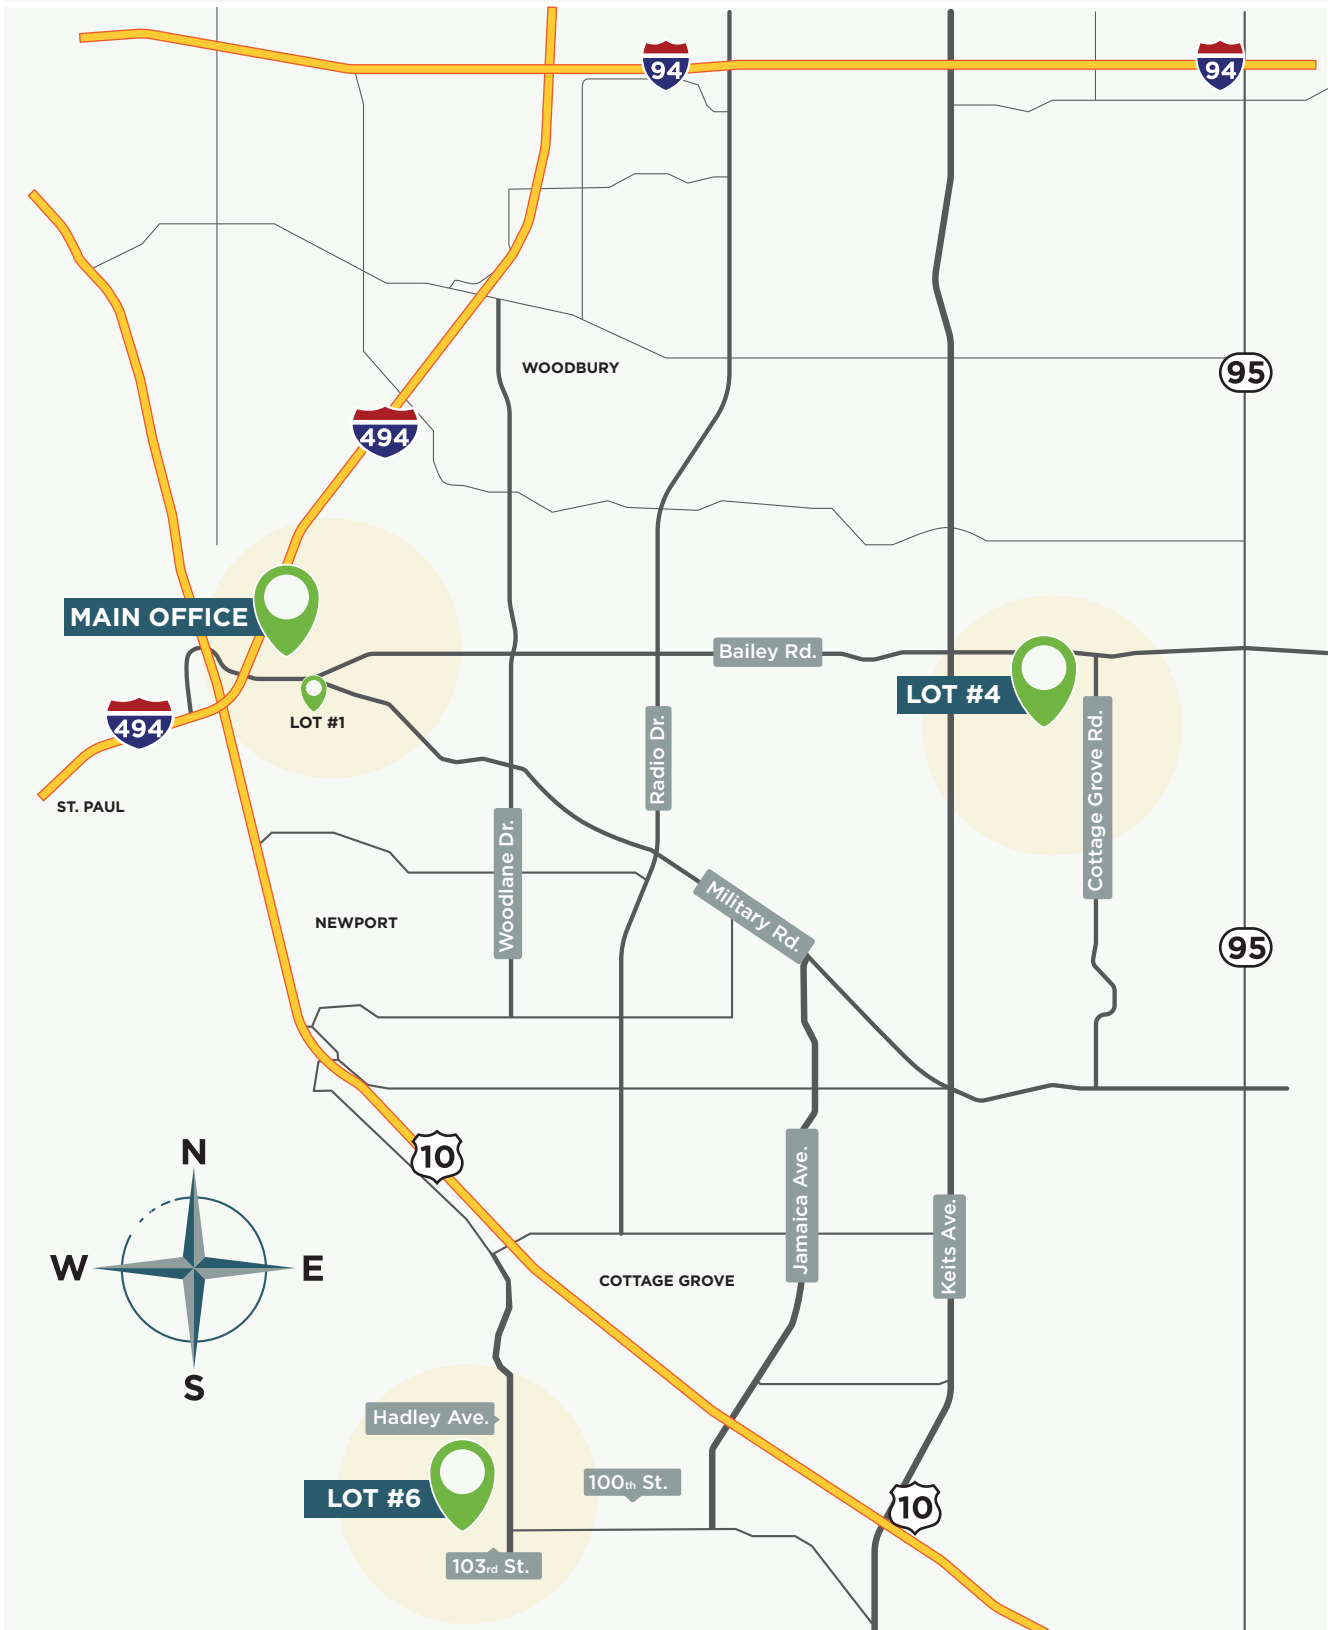 94
94
WOODBURY
95
494
MAIN OFFICE
Bailey Rd.
LOT #4
LOT #1
494
ST. PAUL
Radio Dr.
Cottage Grove Rd.
Woodlane Dr.
Military Rd.
NEWPORT
95
10
N
W
E
S
Jamaica Ave.
Keits Ave.
COTTAGE GROVE
Hadley Ave.
100th St.
LOT #6
10
103rd St.